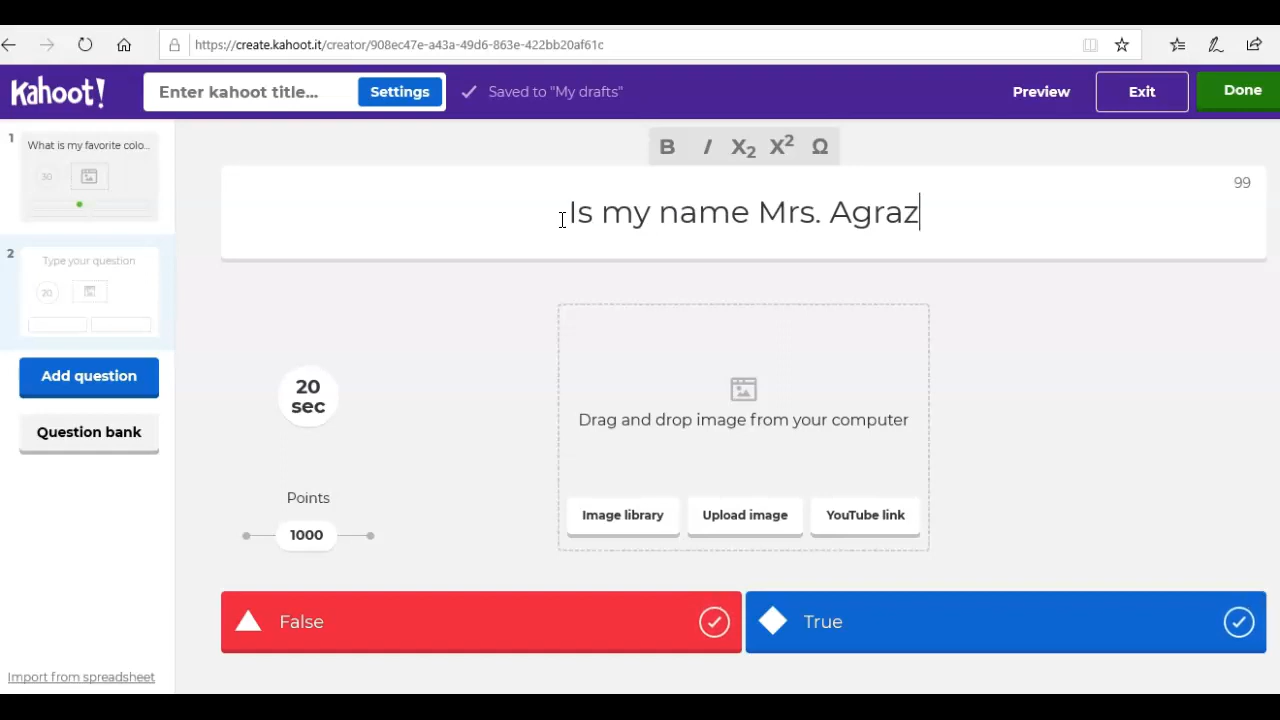 https://create.kahoot.it/creator/908ec47e-a43a-49d6-863e-422bb20af61c
Kahoot!
Enter kahoot title...
Settings
Saved to "My drafts"
Preview
Exit
Done
1
What is my favorite colo...
30
2
Type your question
20
Add question
Question bank
Import from spreadsheet
B I X2 X2 Ω
99
Is my name Mrs. Agraz
20
sec
Points
1000
Drag and drop image from your computer
Image library
Upload image
YouTube link
False
True